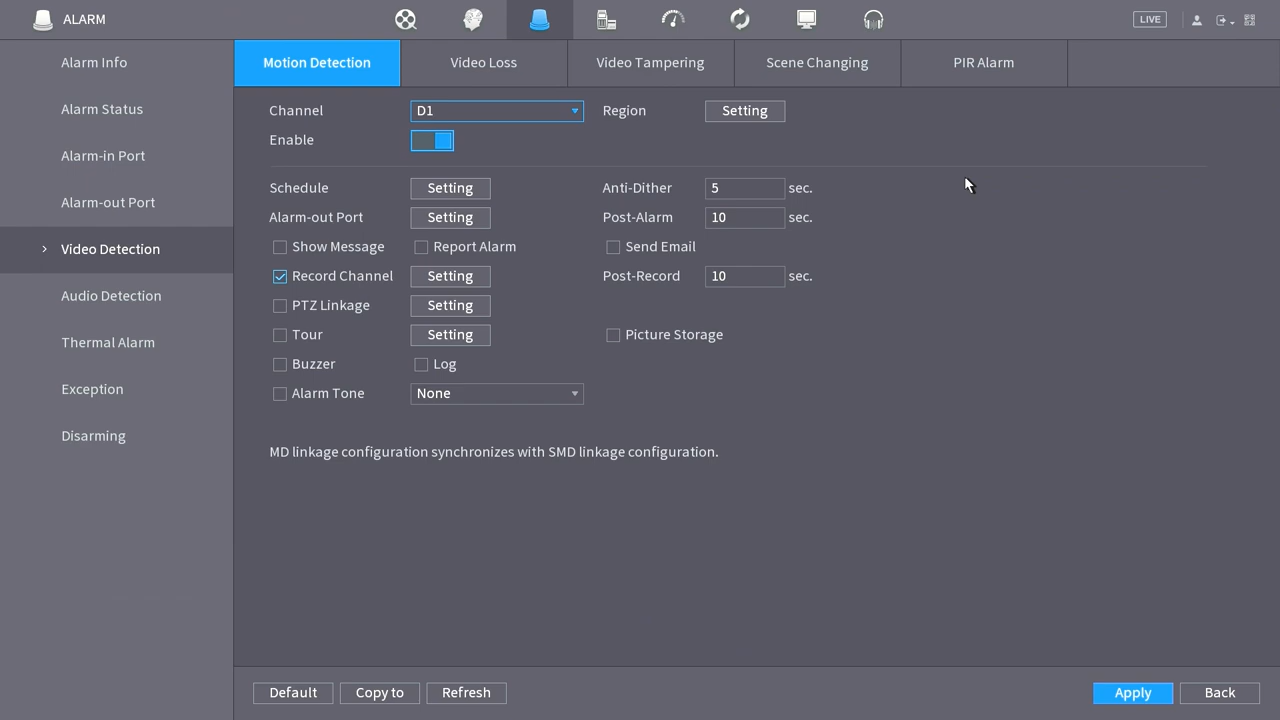 ALARM
LIVE
Alarm Info
Alarm Status
Alarm-in Port
Alarm-out Port
Video Detection
Audio Detection
Thermal Alarm
Exception
Disarming
Motion Detection Video Loss Video Tampering Scene Changing PIR Alarm
Channel D1 Region Setting
Enable
Schedule Setting Anti-Dither 5 sec.
Alarm-out Port Setting Post-Alarm 10 sec.
Show Message Report Alarm Send Email
Record Channel Setting Post-Record 10 sec.
PTZ Linkage Setting
Tour Setting Picture Storage
Buzzer Log
Alarm Tone None
MD linkage configuration synchronizes with SMD linkage configuration.
Default Copy to Refresh Apply Back